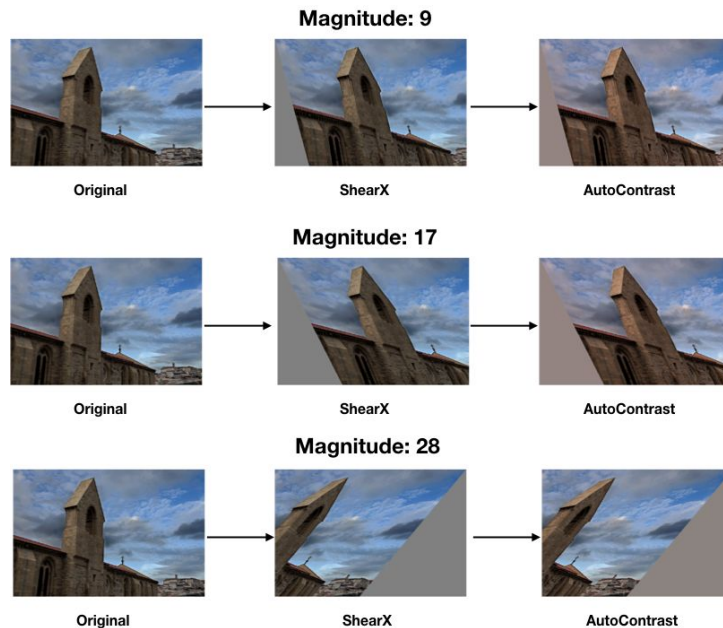 Magnitude: 9
Original
ShearX
AutoContrast
Magnitude: 17
Original
ShearX
AutoContrast
Magnitude: 28
Original
ShearX
AutoContrast